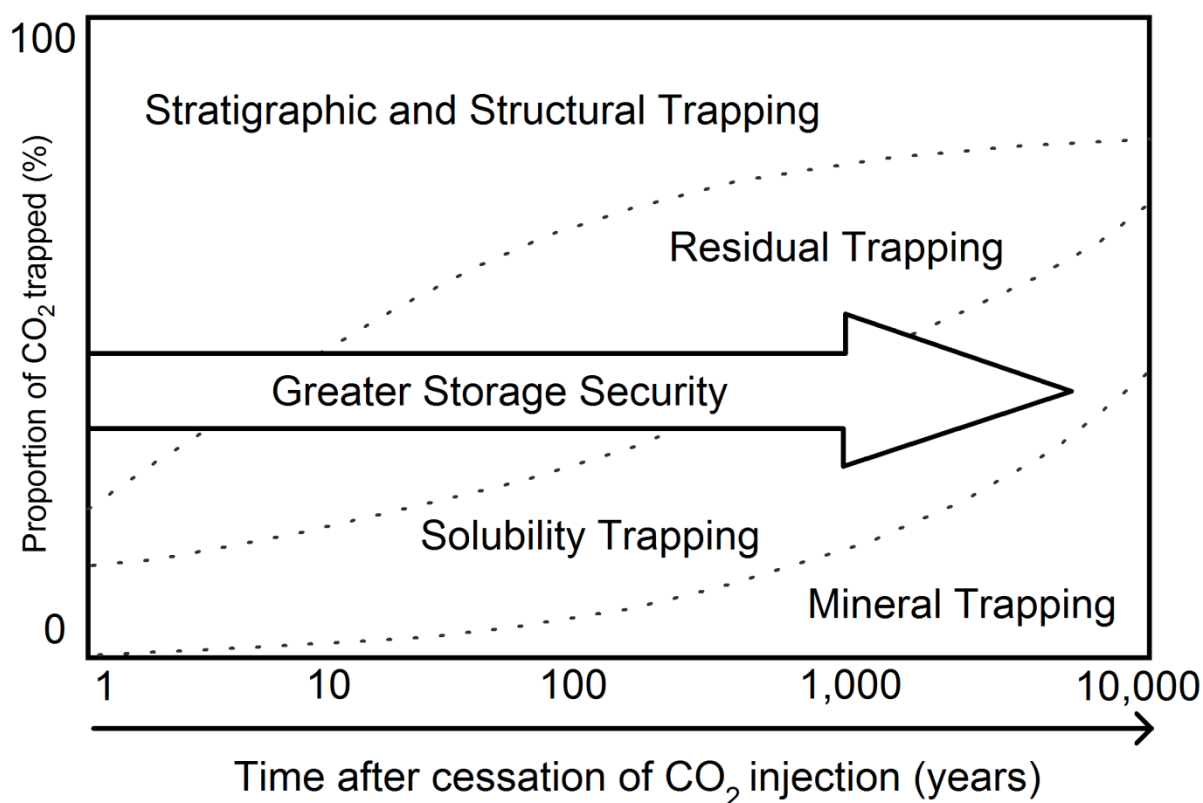 100
Stratigraphic and Structural Trapping
Residual Trapping
Greater Storage Security
Solubility Trapping
Mineral Trapping
0
Proportion of CO₂ trapped (%)
1 10 100 1,000 10,000
Time after cessation of CO₂ injection (years)